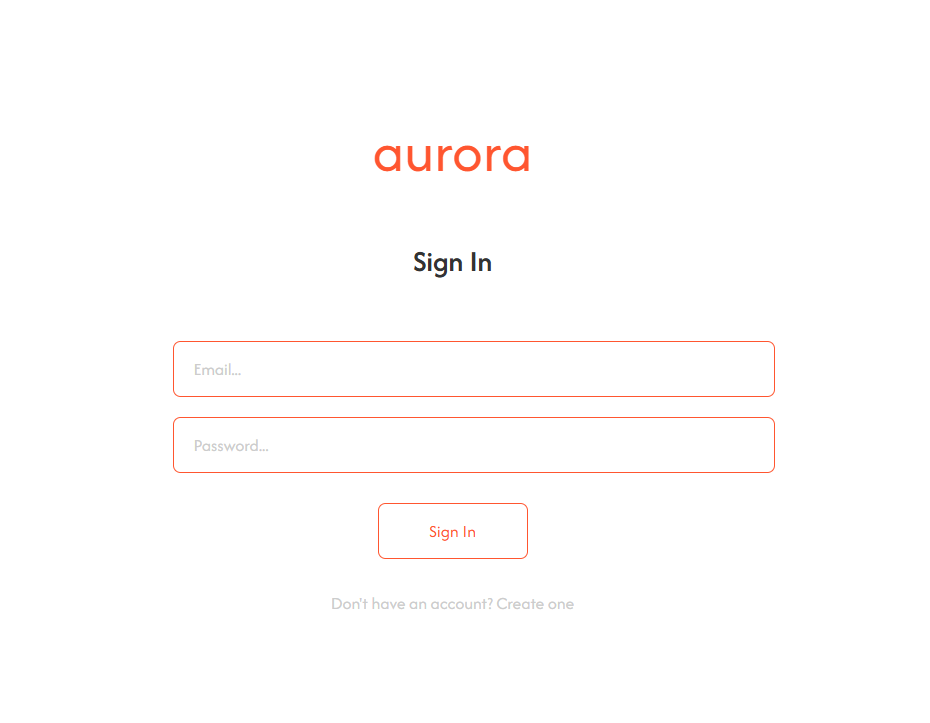 aurora
Sign In
Email...
Password...
Sign In
Don't have an account? Create one